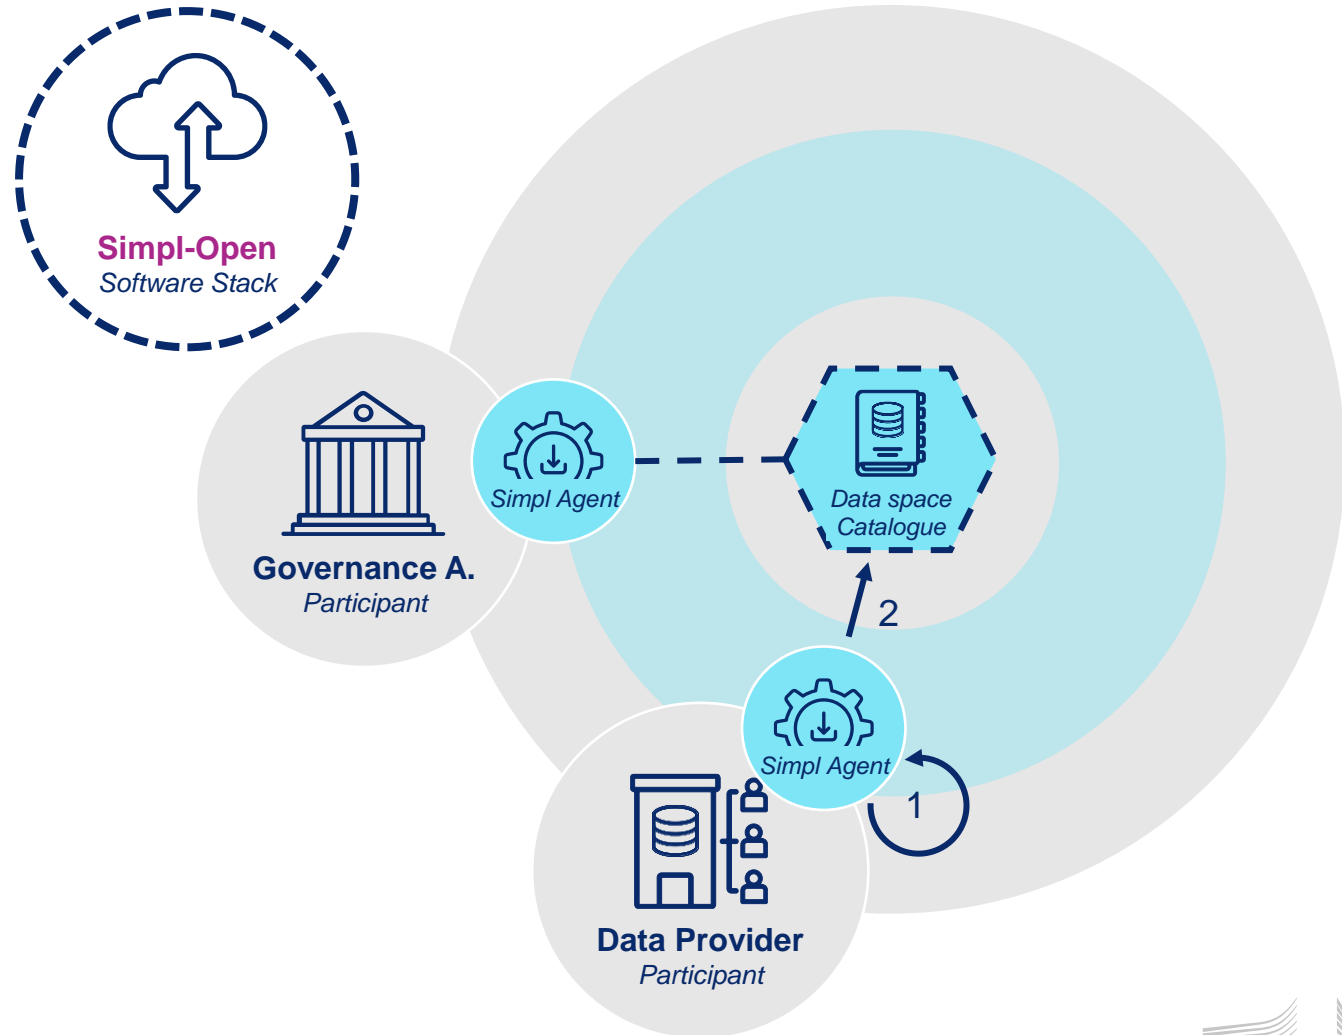 Simpl-Open
Software Stack
Simpl Agent
Governance A.
Participant
Data space
Catalogue
2
Simpl Agent
1
Data Provider
Participant